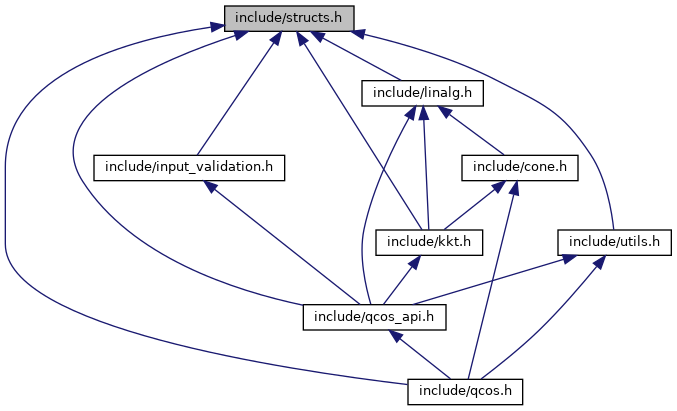 include/structs.h
include/linalg.h
include/input_validation.h
include/cone.h
include/kkt.h
include/utils.h
include/qcos_api.h
include/qcos.h